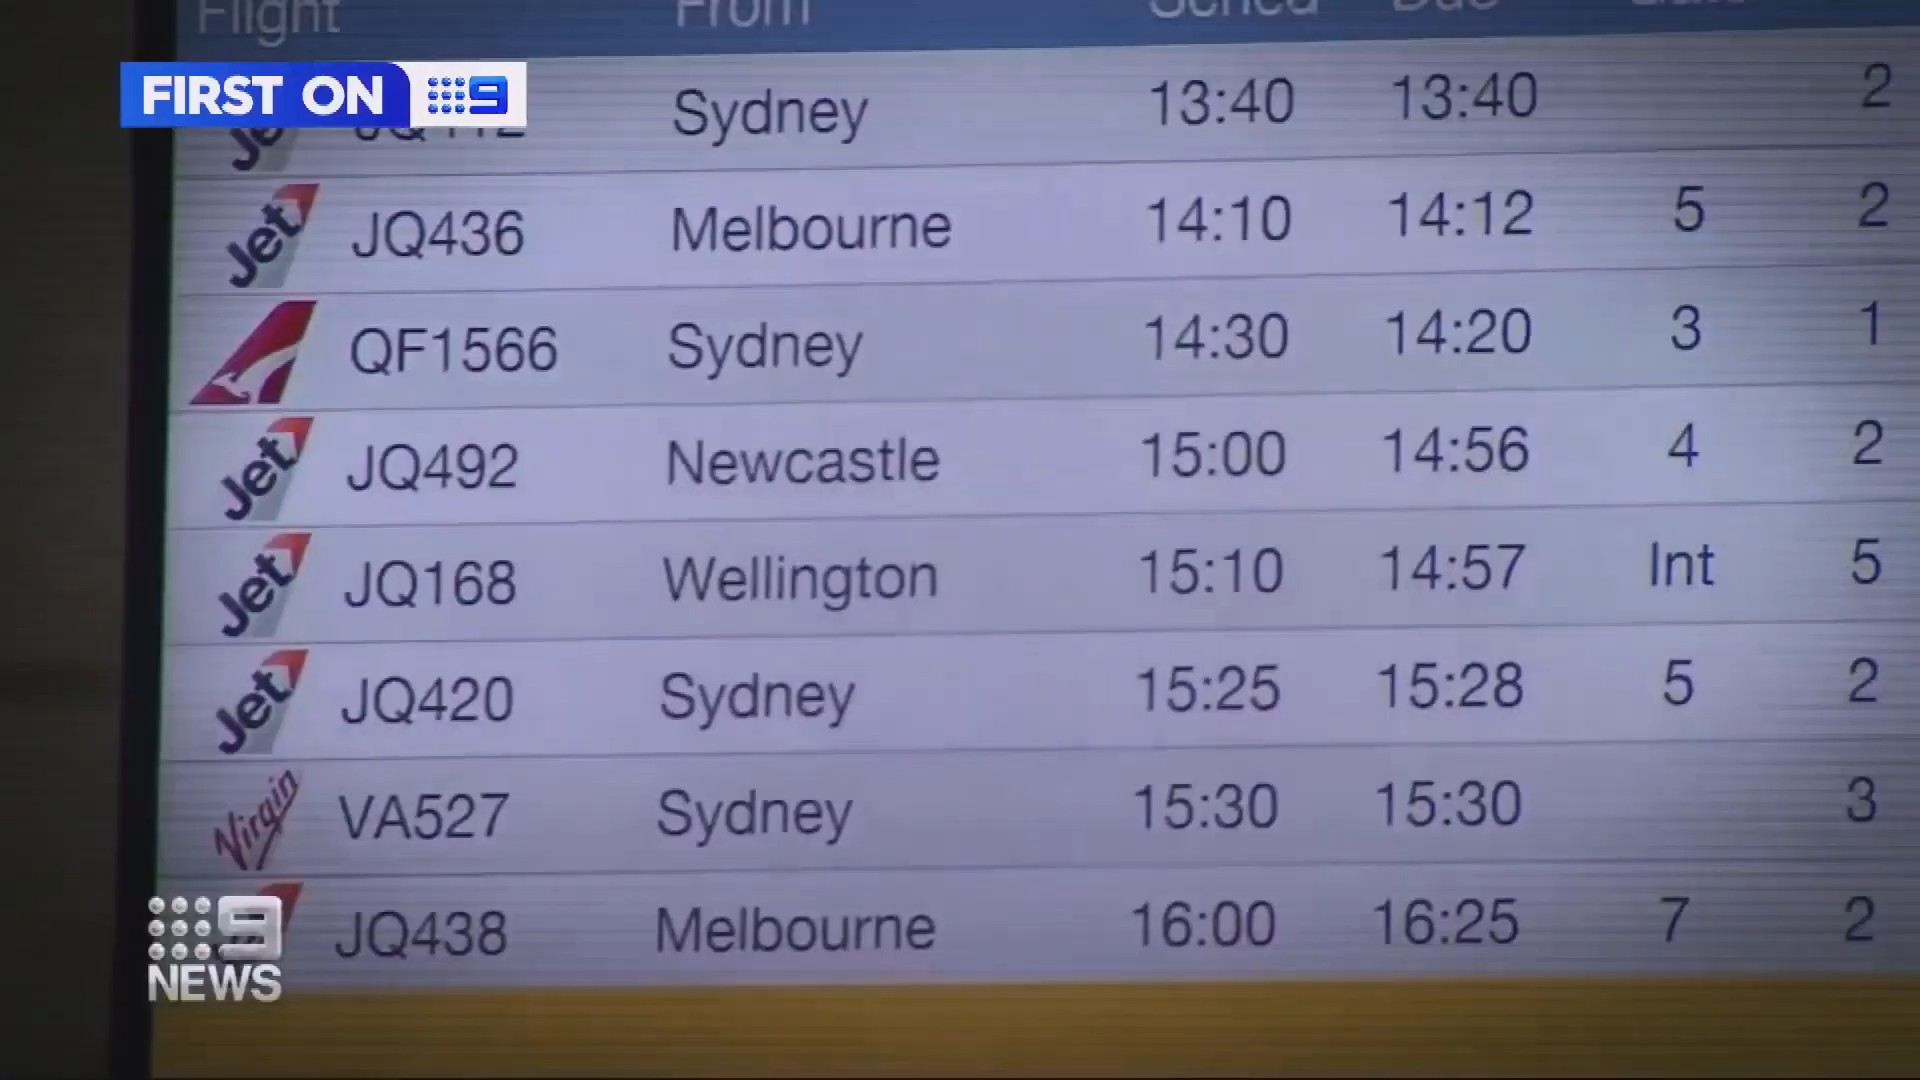 Flight From Sched Due
FIRST ON 9
Jet Sydney 13:40 13:40 2
Jet JQ436 Melbourne 14:10 14:12 5 2
QF1566 Sydney 14:30 14:20 3 1
Jet JQ492 Newcastle 15:00 14:56 4 2
Jet JQ168 Wellington 15:10 14:57 Int 5
Jet JQ420 Sydney 15:25 15:28 5 2
Virgin VA527 Sydney 15:30 15:30 3
JQ438 Melbourne 16:00 16:25 7 2
9
NEWS